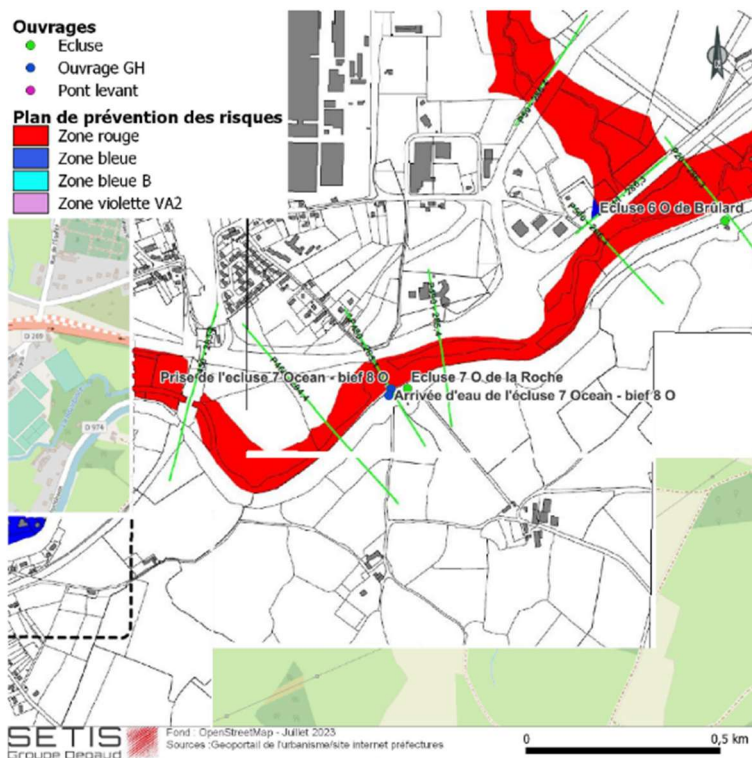 Ouvrages
Ecluse
Ouvrage GH
Pont levant
Plan de prévention des risques
Zone rouge
Zone bleue
Zone bleue B
Zone violette VA2
Ecluse 6 O de Brûlard
Prise de l'ecluse 7 Ocean - bief 8 O
Ecluse 7 O de la Roche
Arrivée d'eau de l'écluse 7 Ocean - bief 8 O
D 974
SETIS
Groupe Degaud
Fond : OpenStreetMap - Juillet 2023
Sources :Geoportail de l'urbanisme/site internet préfectures
0
0,5 km